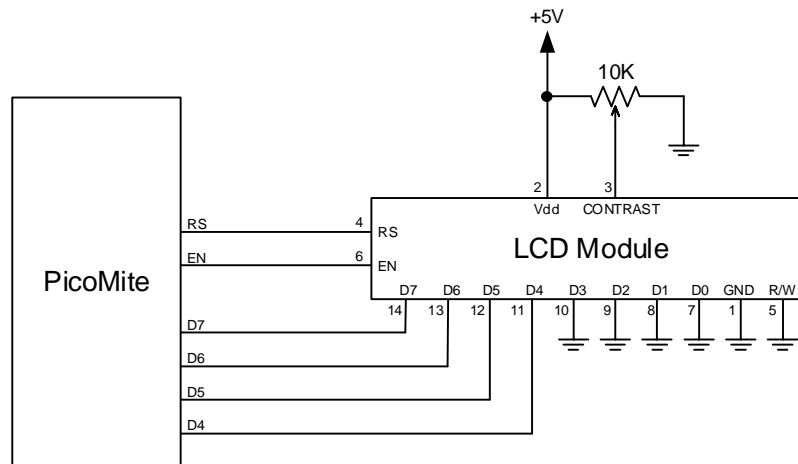 +5V
10K
2 3
Vdd CONTRAST
RS 4 RS
LCD Module
EN 6 EN
PicoMite
D7 D6 D5 D4 D3 D2 D1 D0 GND R/W
14 13 12 11 10 9 8 7 1 5
D7
D6
D5
D4